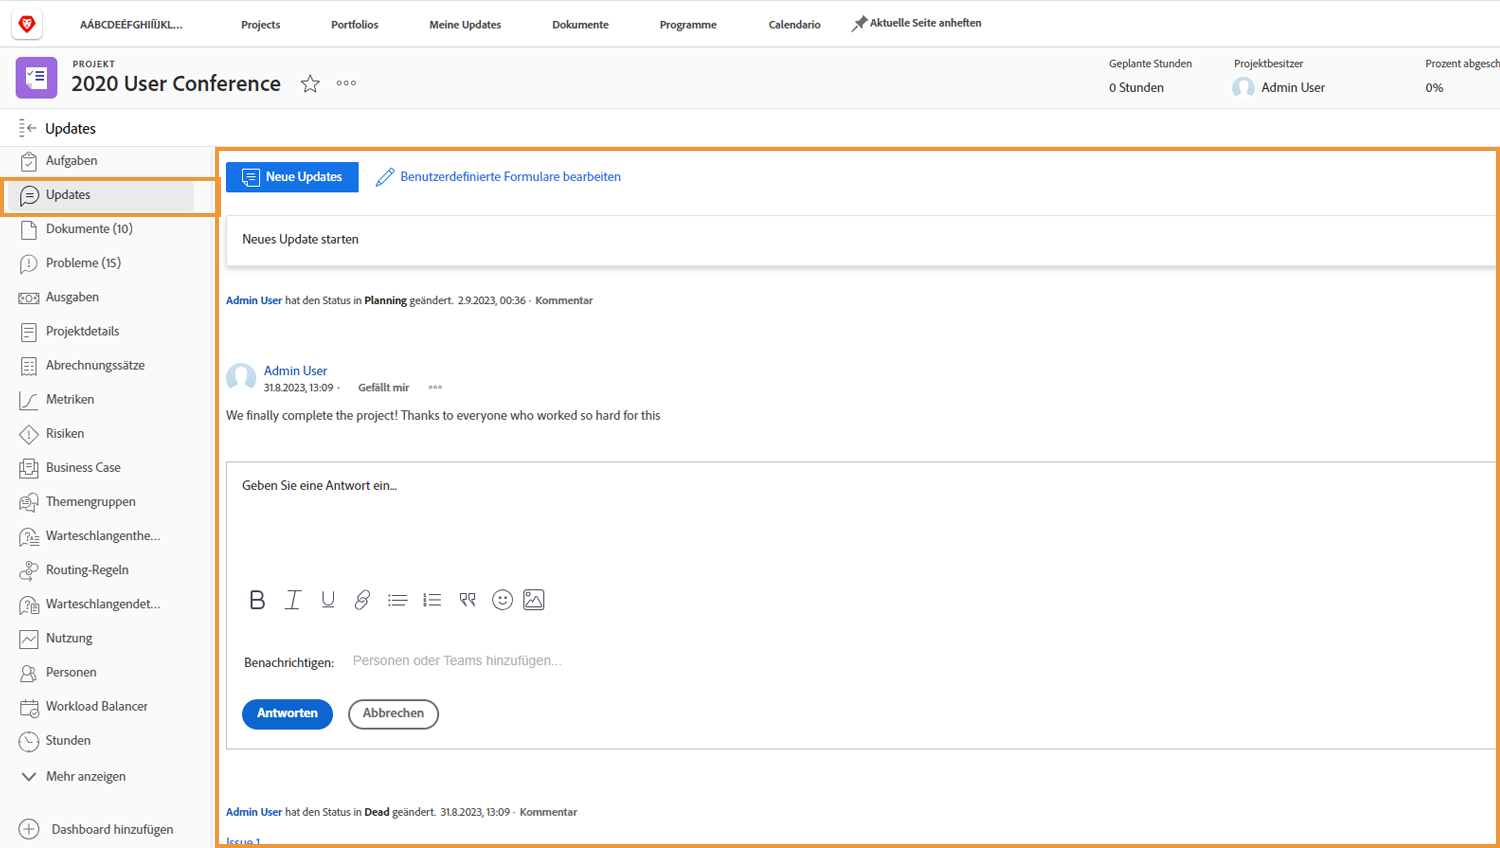 AÁBCDEÉFGHIÍÏJKL... Projects Portfolios Meine Updates Dokumente Programme Calendario Aktuelle Seite anheften
PROJEKT
2020 User Conference
Geplante Stunden
0 Stunden
Projektbesitzer
Admin User
Prozent abgesch
0%
Updates
Aufgaben
Updates
Dokumente (10)
Probleme (15)
Ausgaben
Projektdetails
Abrechnungssätze
Metriken
Risiken
Business Case
Themengruppen
Warteschlangenthe...
Routing-Regeln
Warteschlangendet...
Nutzung
Personen
Workload Balancer
Stunden
Mehr anzeigen
Dashboard hinzufügen
Neue Updates Benutzerdefinierte Formulare bearbeiten
Neues Update starten
Admin User hat den Status in Planning geändert. 2.9.2023, 00:36 · Kommentar
Admin User
31.8.2023, 13:09 · Gefällt mir
We finally complete the project! Thanks to everyone who worked so hard for this
Geben Sie eine Antwort ein...
Benachrichtigen: Personen oder Teams hinzufügen...
Antworten Abbrechen
Admin User hat den Status in Dead geändert. 31.8.2023, 13:09 · Kommentar
Issue 1